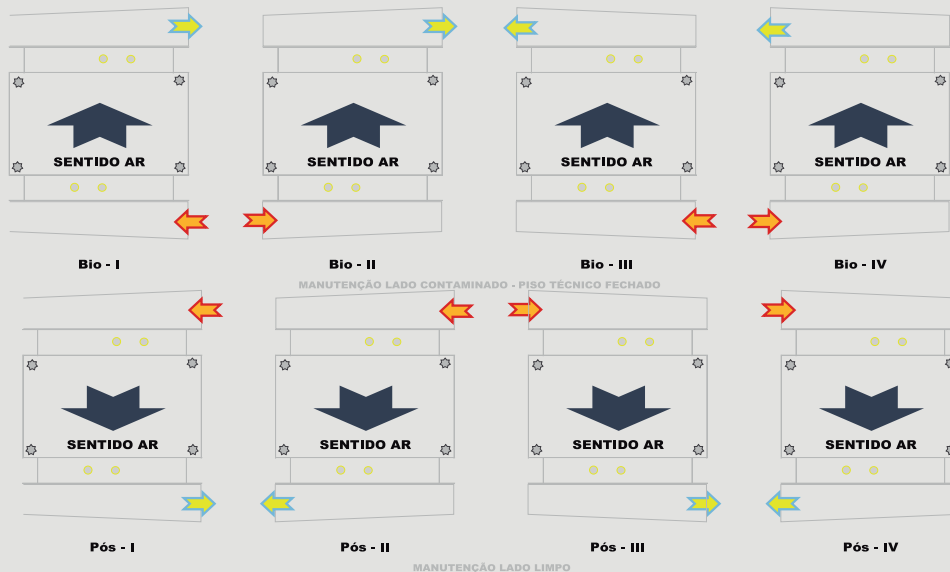 SENTIDO AR SENTIDO AR SENTIDO AR SENTIDO AR
Bio - I Bio - II Bio - III Bio - IV
MANUTENÇÃO LADO CONTAMINADO - PISO TÉCNICO FECHADO
SENTIDO AR SENTIDO AR SENTIDO AR SENTIDO AR
Pós - I Pós - II Pós - III Pós - IV
MANUTENÇÃO LADO LIMPO